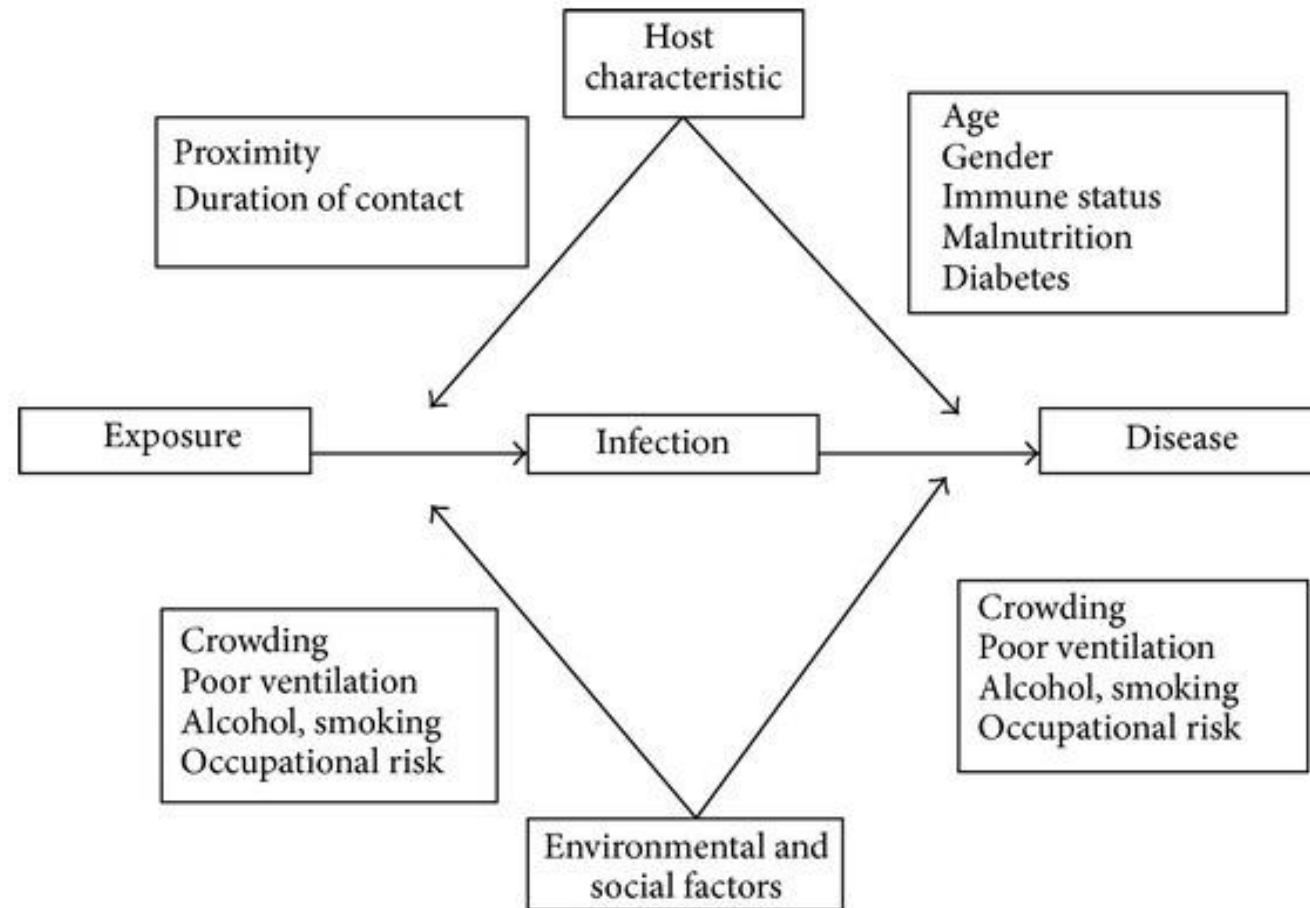 Host
characteristic
Proximity
Duration of contact
Age
Gender
Immune status
Malnutrition
Diabetes
Exposure
Infection
Disease
Crowding
Poor ventilation
Alcohol, smoking
Occupational risk
Crowding
Poor ventilation
Alcohol, smoking
Occupational risk
Environmental and
social factors